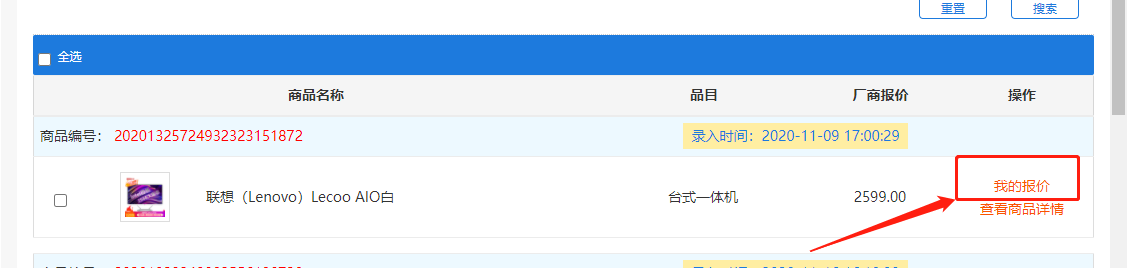 重置 搜索
全选
商品名称 品目 厂商报价 操作
商品编号： 20201325724932323151872 录入时间：2020-11-09 17:00:29
联想（Lenovo）Lecoo AIO白 台式一体机 2599.00 我的报价
查看商品详情